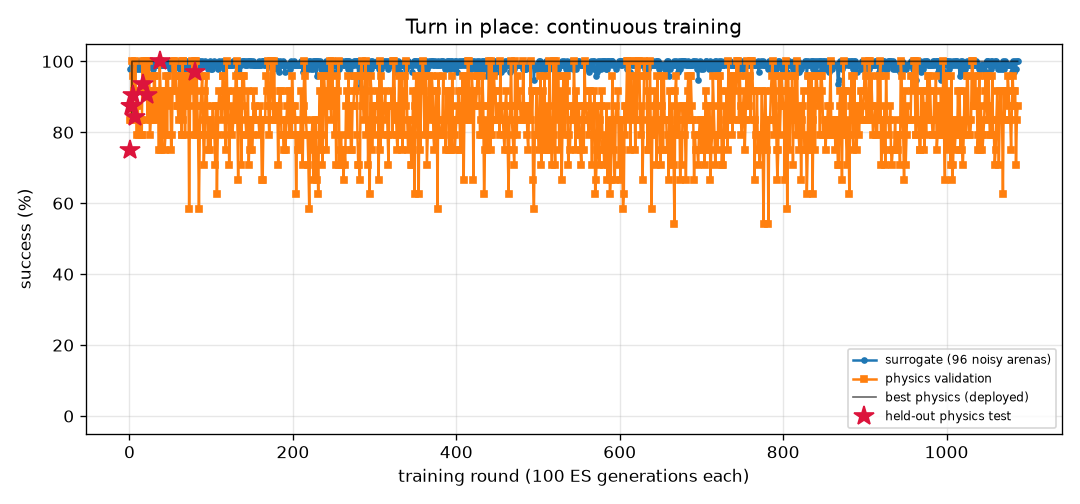 Turn in place: continuous training
success (%)
100
80
60
40
20
0
0 200 400 600 800 1000
training round (100 ES generations each)
surrogate (96 noisy arenas)
physics validation
best physics (deployed)
held-out physics test